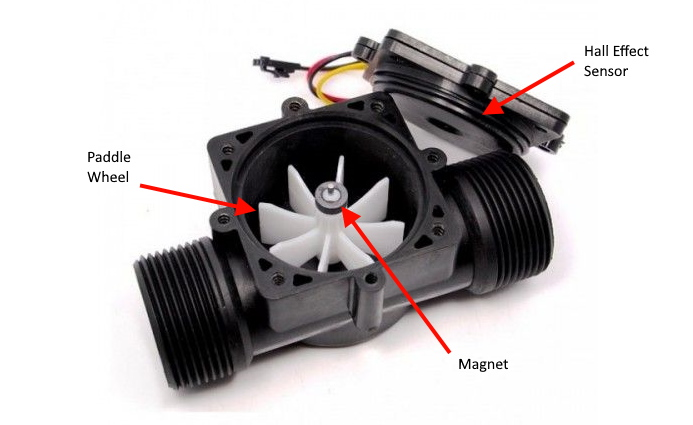 Hall Effect
Sensor
Paddle
Wheel
Magnet